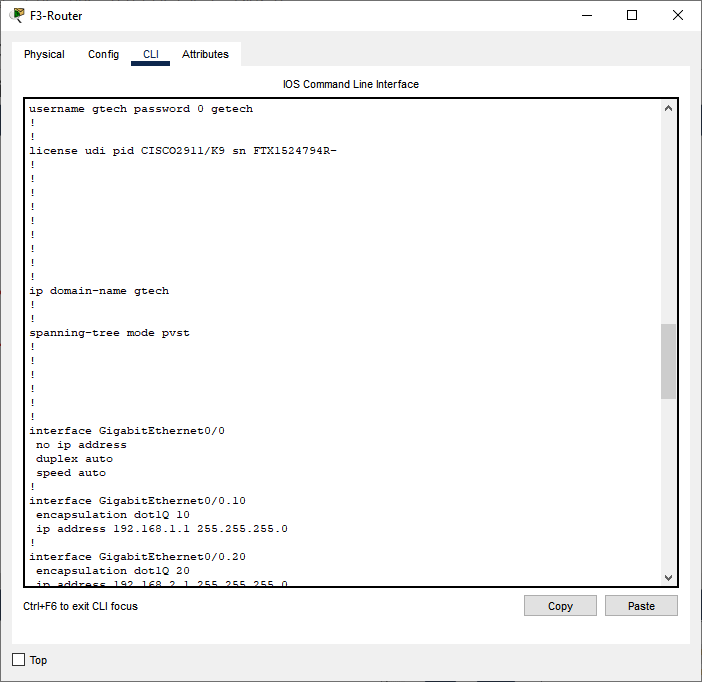 F3-Router
Physical Config CLI Attributes
IOS Command Line Interface
username gtech password 0 getech
!
!
license udi pid CISCO2911/K9 sn FTX1524794R-
!
!
!
!
!
!
!
!
!
ip domain-name gtech
!
!
spanning-tree mode pvst
!
!
!
!
!
!
interface GigabitEthernet0/0
no ip address
duplex auto
speed auto
!
interface GigabitEthernet0/0.10
encapsulation dot1Q 10
ip address 192.168.1.1 255.255.255.0
!
interface GigabitEthernet0/0.20
encapsulation dot1Q 20
ip address 192.168.2.1 255.255.255.0
Ctrl+F6 to exit CLI focus
Copy Paste
Top